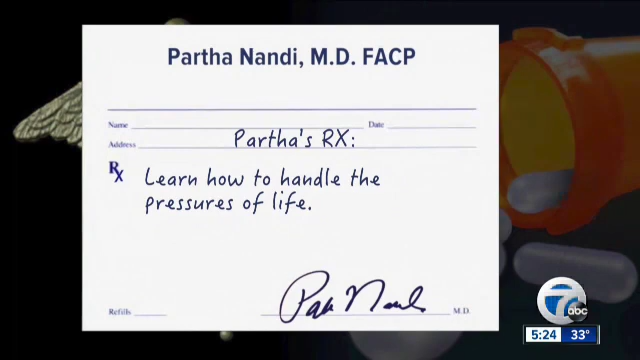 Partha Nandi, M.D. FACP
Name Date
Partha's RX:
Address
Rx
Learn how to handle the
pressures of life.
Refills M.D.
7 abc
5:24 33°